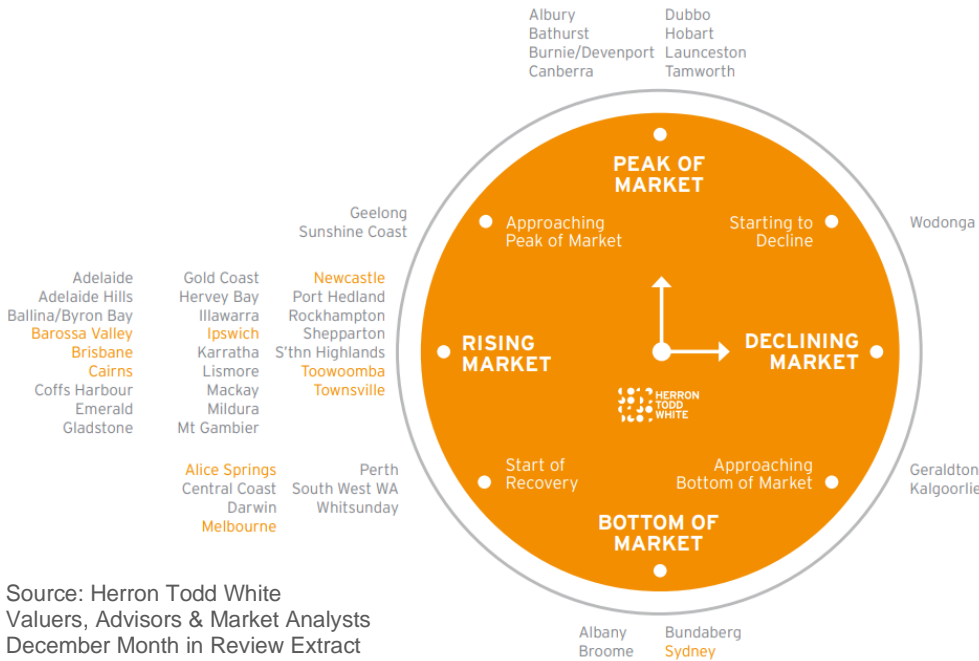 Albury
Bathurst
Burnie/Devenport
Canberra
Dubbo
Hobart
Launceston
Tamworth
PEAK OF
MARKET
Geelong
Sunshine Coast
Approaching
Peak of Market
Starting to
Decline
Wodonga
Adelaide
Adelaide Hills
Ballina/Byron Bay
Barossa Valley
Brisbane
Cairns
Coffs Harbour
Emerald
Gladstone
Gold Coast
Hervey Bay
Illawarra
Ipswich
Karratha
Lismore
Mackay
Mildura
Mt Gambier
Newcastle
Port Hedland
Rockhampton
Shepparton
S'thn Highlands
Toowoomba
Townsville
RISING
MARKET
DECLINING
MARKET
HERRON
TODD
WHITE
Alice Springs
Central Coast
Darwin
Melbourne
Perth
South West WA
Whitsunday
Start of
Recovery
Approaching
Bottom of Market
Geraldton
Kalgoorlie
BOTTOM OF
MARKET
Source: Herron Todd White
Valuers, Advisors & Market Analysts
December Month in Review Extract
Albany
Broome
Bundaberg
Sydney